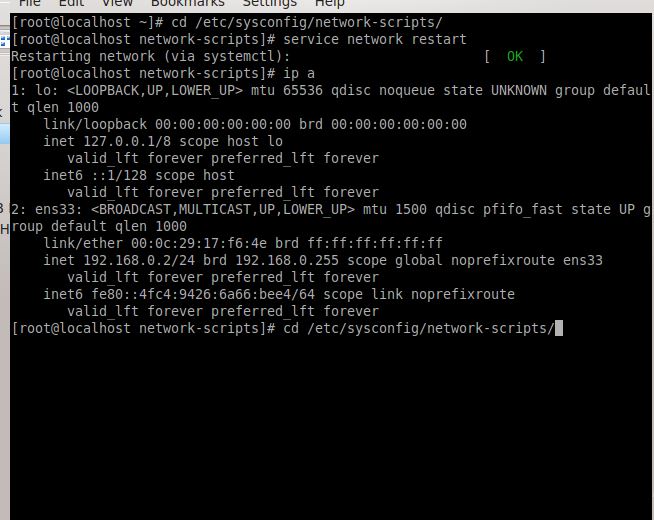 File Edit View Bookmarks Settings Help
[root@localhost ~]# cd /etc/sysconfig/network-scripts/
[root@localhost network-scripts]# service network restart
Restarting network (via systemctl): [ OK ]
[root@localhost network-scripts]# ip a
1: lo: <LOOPBACK,UP,LOWER_UP> mtu 65536 qdisc noqueue state UNKNOWN group defaul
t qlen 1000
link/loopback 00:00:00:00:00:00 brd 00:00:00:00:00:00
inet 127.0.0.1/8 scope host lo
valid_lft forever preferred_lft forever
inet6 ::1/128 scope host
valid_lft forever preferred_lft forever
2: ens33: <BROADCAST,MULTICAST,UP,LOWER_UP> mtu 1500 qdisc pfifo_fast state UP g
roup default qlen 1000
link/ether 00:0c:29:17:f6:4e brd ff:ff:ff:ff:ff:ff
inet 192.168.0.2/24 brd 192.168.0.255 scope global noprefixroute ens33
valid_lft forever preferred_lft forever
inet6 fe80::4fc4:9426:6a66:bee4/64 scope link noprefixroute
valid_lft forever preferred_lft forever
[root@localhost network-scripts]# cd /etc/sysconfig/network-scripts/